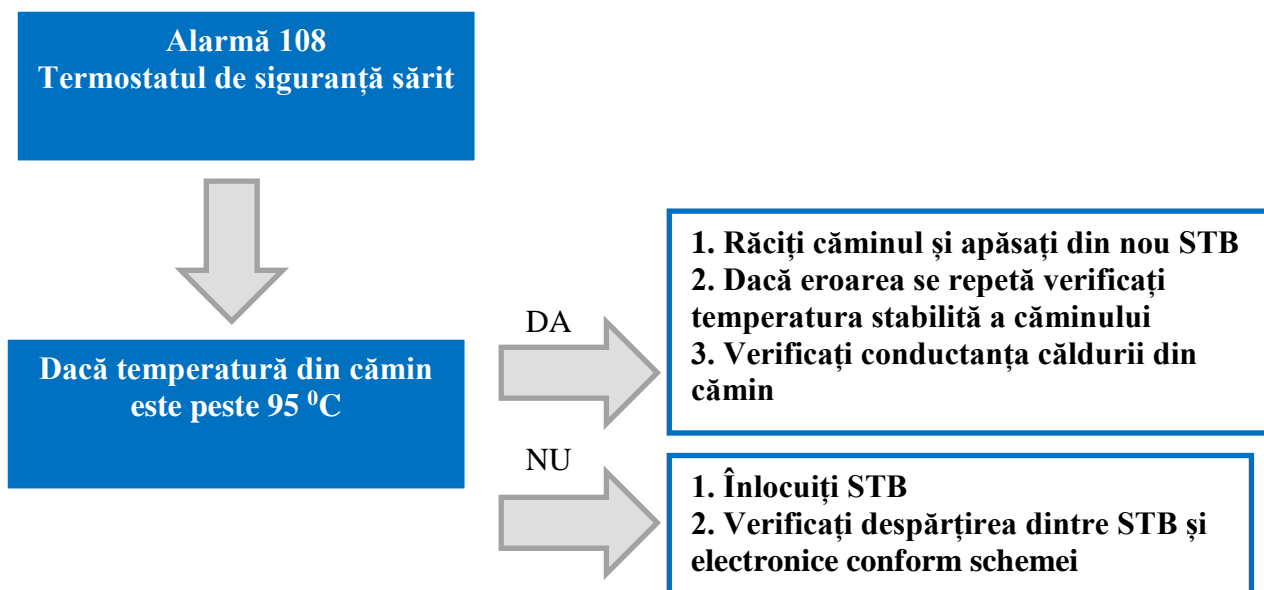 Alarmă 108
Termostatul de siguranță sărit
Dacă temperatură din cămin
este peste 95 ⁰C
DA
1. Răciți căminul și apăsați din nou STB
2. Dacă eroarea se repetă verificați
temperatura stabilită a căminului
3. Verificați conductanța căldurii din
cămin
NU
1. Înlocuiți STB
2. Verificați despărțirea dintre STB și
electronice conform schemei